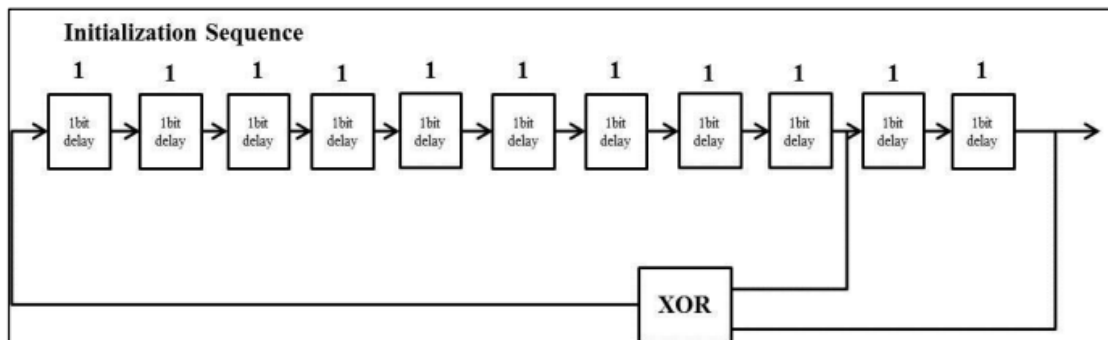 Initialization Sequence
1 1 1 1 1 1 1 1 1 1 1
1bit 1bit 1bit 1bit 1bit 1bit 1bit 1bit 1bit 1bit 1bit
delay delay delay delay delay delay delay delay delay delay delay
XOR